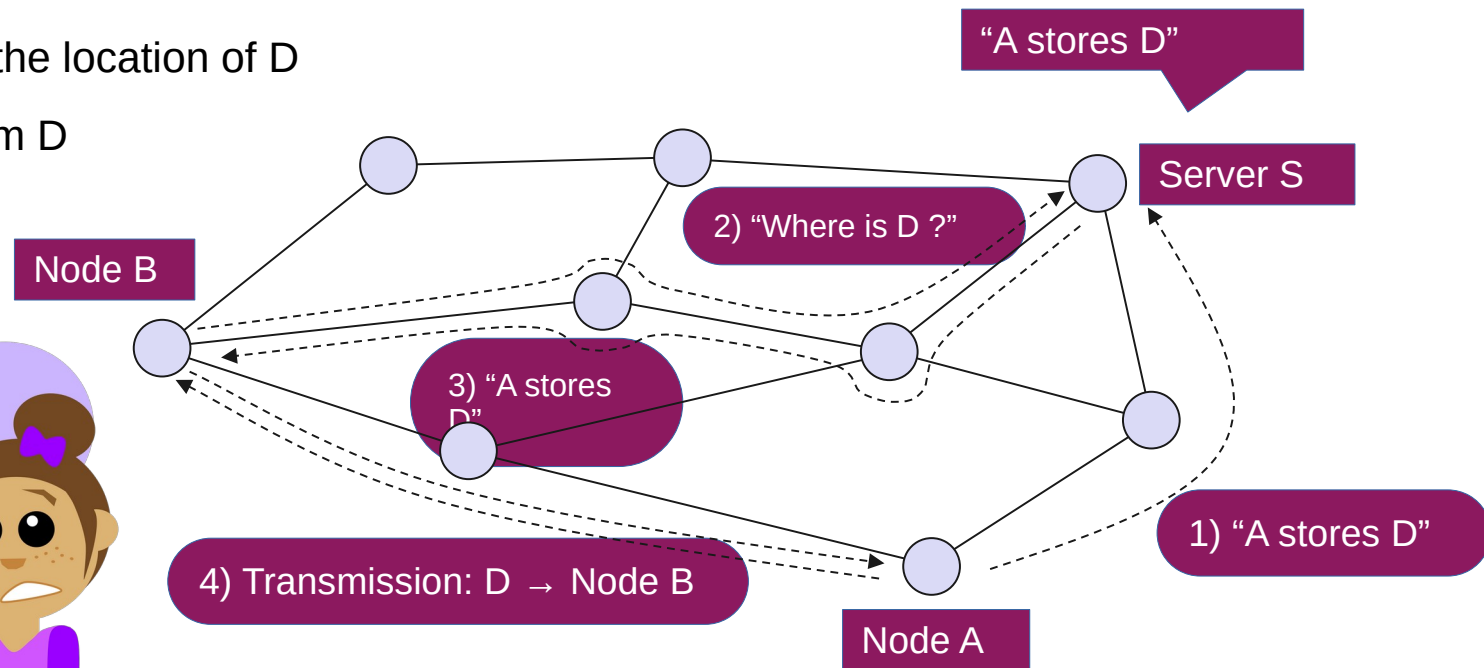 the location of D
m D
“A stores D”
Server S
2) “Where is D ?”
Node B
3) “A stores
D”
1) “A stores D”
4) Transmission: D → Node B
Node A